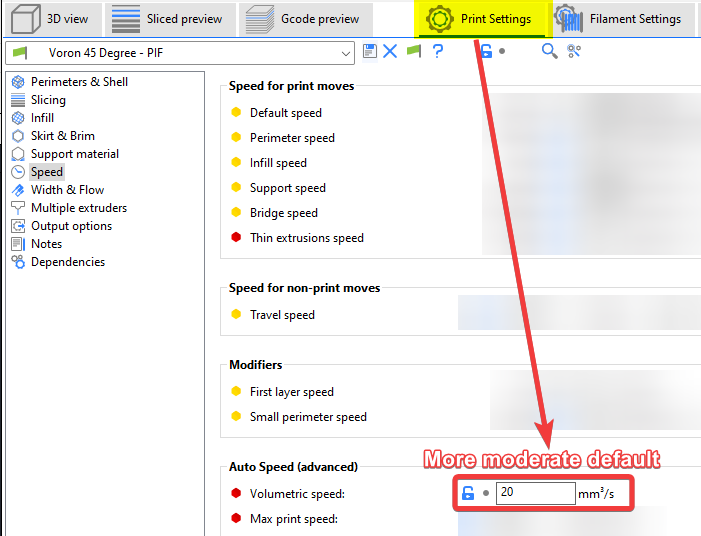 3D view Sliced preview Gcode preview Print Settings Filament Settings
Voron 45 Degree - PIF
Perimeters & Shell
Slicing
Infill
Skirt & Brim
Support material
Speed
Width & Flow
Multiple extruders
Output options
Notes
Dependencies
Speed for print moves
Default speed
Perimeter speed
Infill speed
Support speed
Bridge speed
Thin extrusions speed
Speed for non-print moves
Travel speed
Modifiers
First layer speed
Small perimeter speed
More moderate default
Auto Speed (advanced)
Volumetric speed: 20 mm³/s
Max print speed: